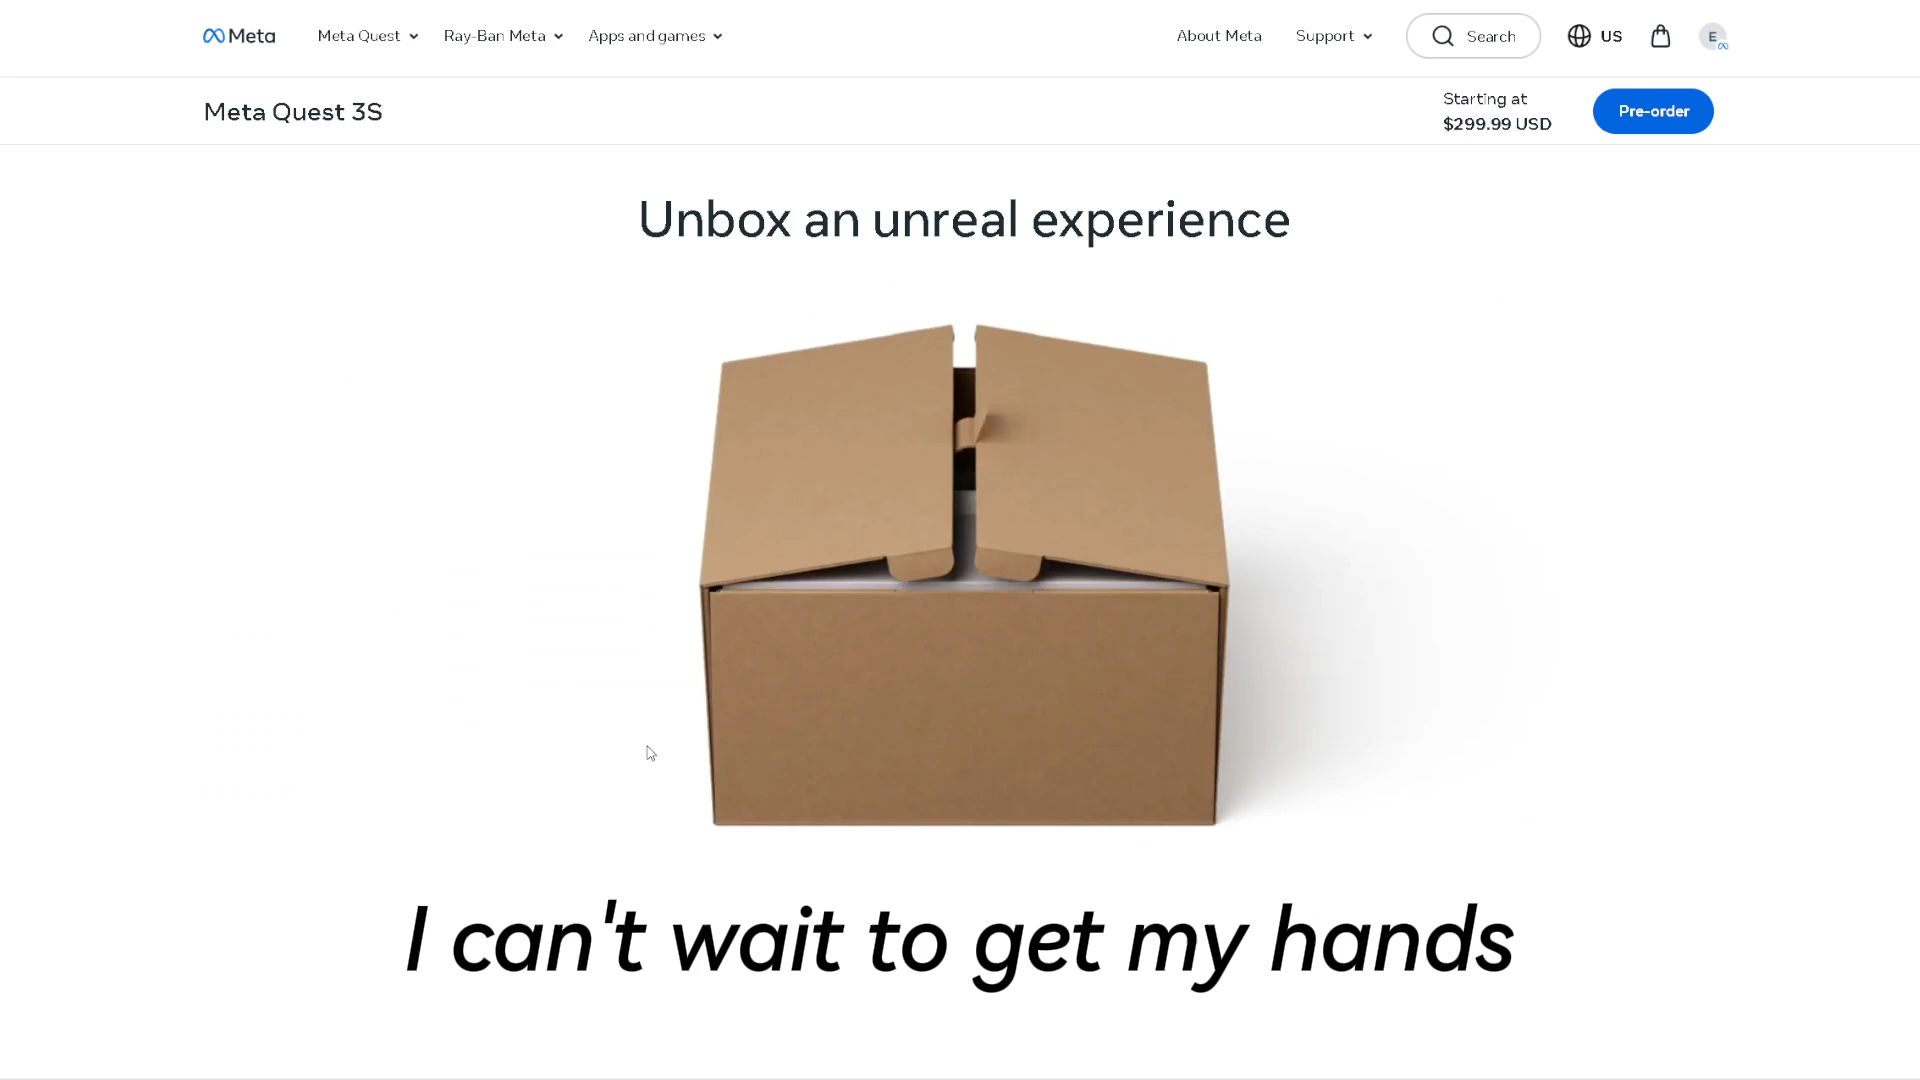 Meta
Meta Quest
Ray-Ban Meta
Apps and games
About Meta
Support
Search
US
E
Meta Quest 3S
Starting at
$299.99 USD
Pre-order
Unbox an unreal experience
I can't wait to get my hands